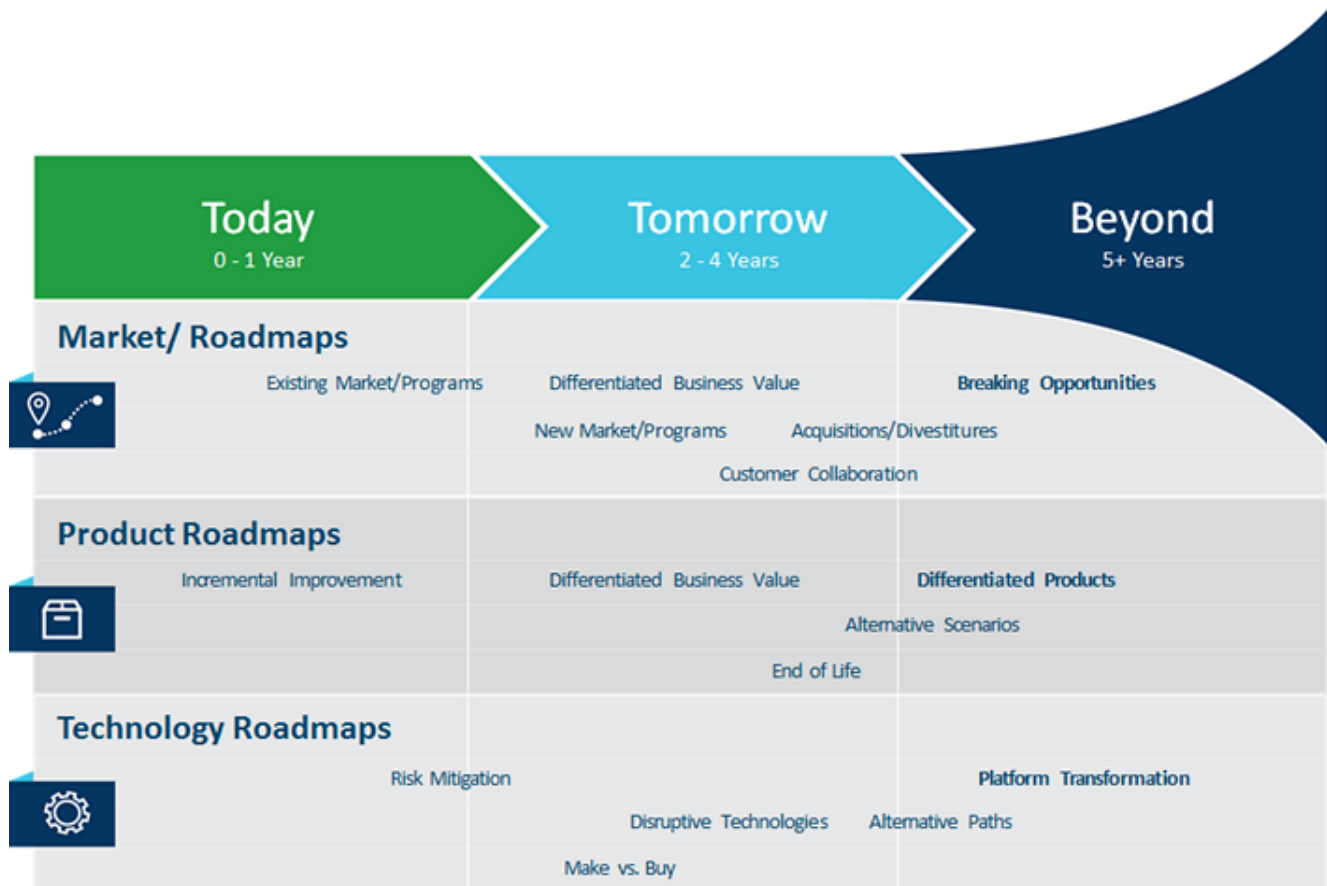 Today
0 - 1 Year
Tomorrow
2 - 4 Years
Beyond
5+ Years
Market/ Roadmaps
Existing Market/Programs Differentiated Business Value Breaking Opportunities
New Market/Programs Acquisitions/Divestitures
Customer Collaboration
Product Roadmaps
Incremental Improvement Differentiated Business Value Differentiated Products
Alternative Scenarios
End of Life
Technology Roadmaps
Risk Mitigation Platform Transformation
Disruptive Technologies Alternative Paths
Make vs. Buy